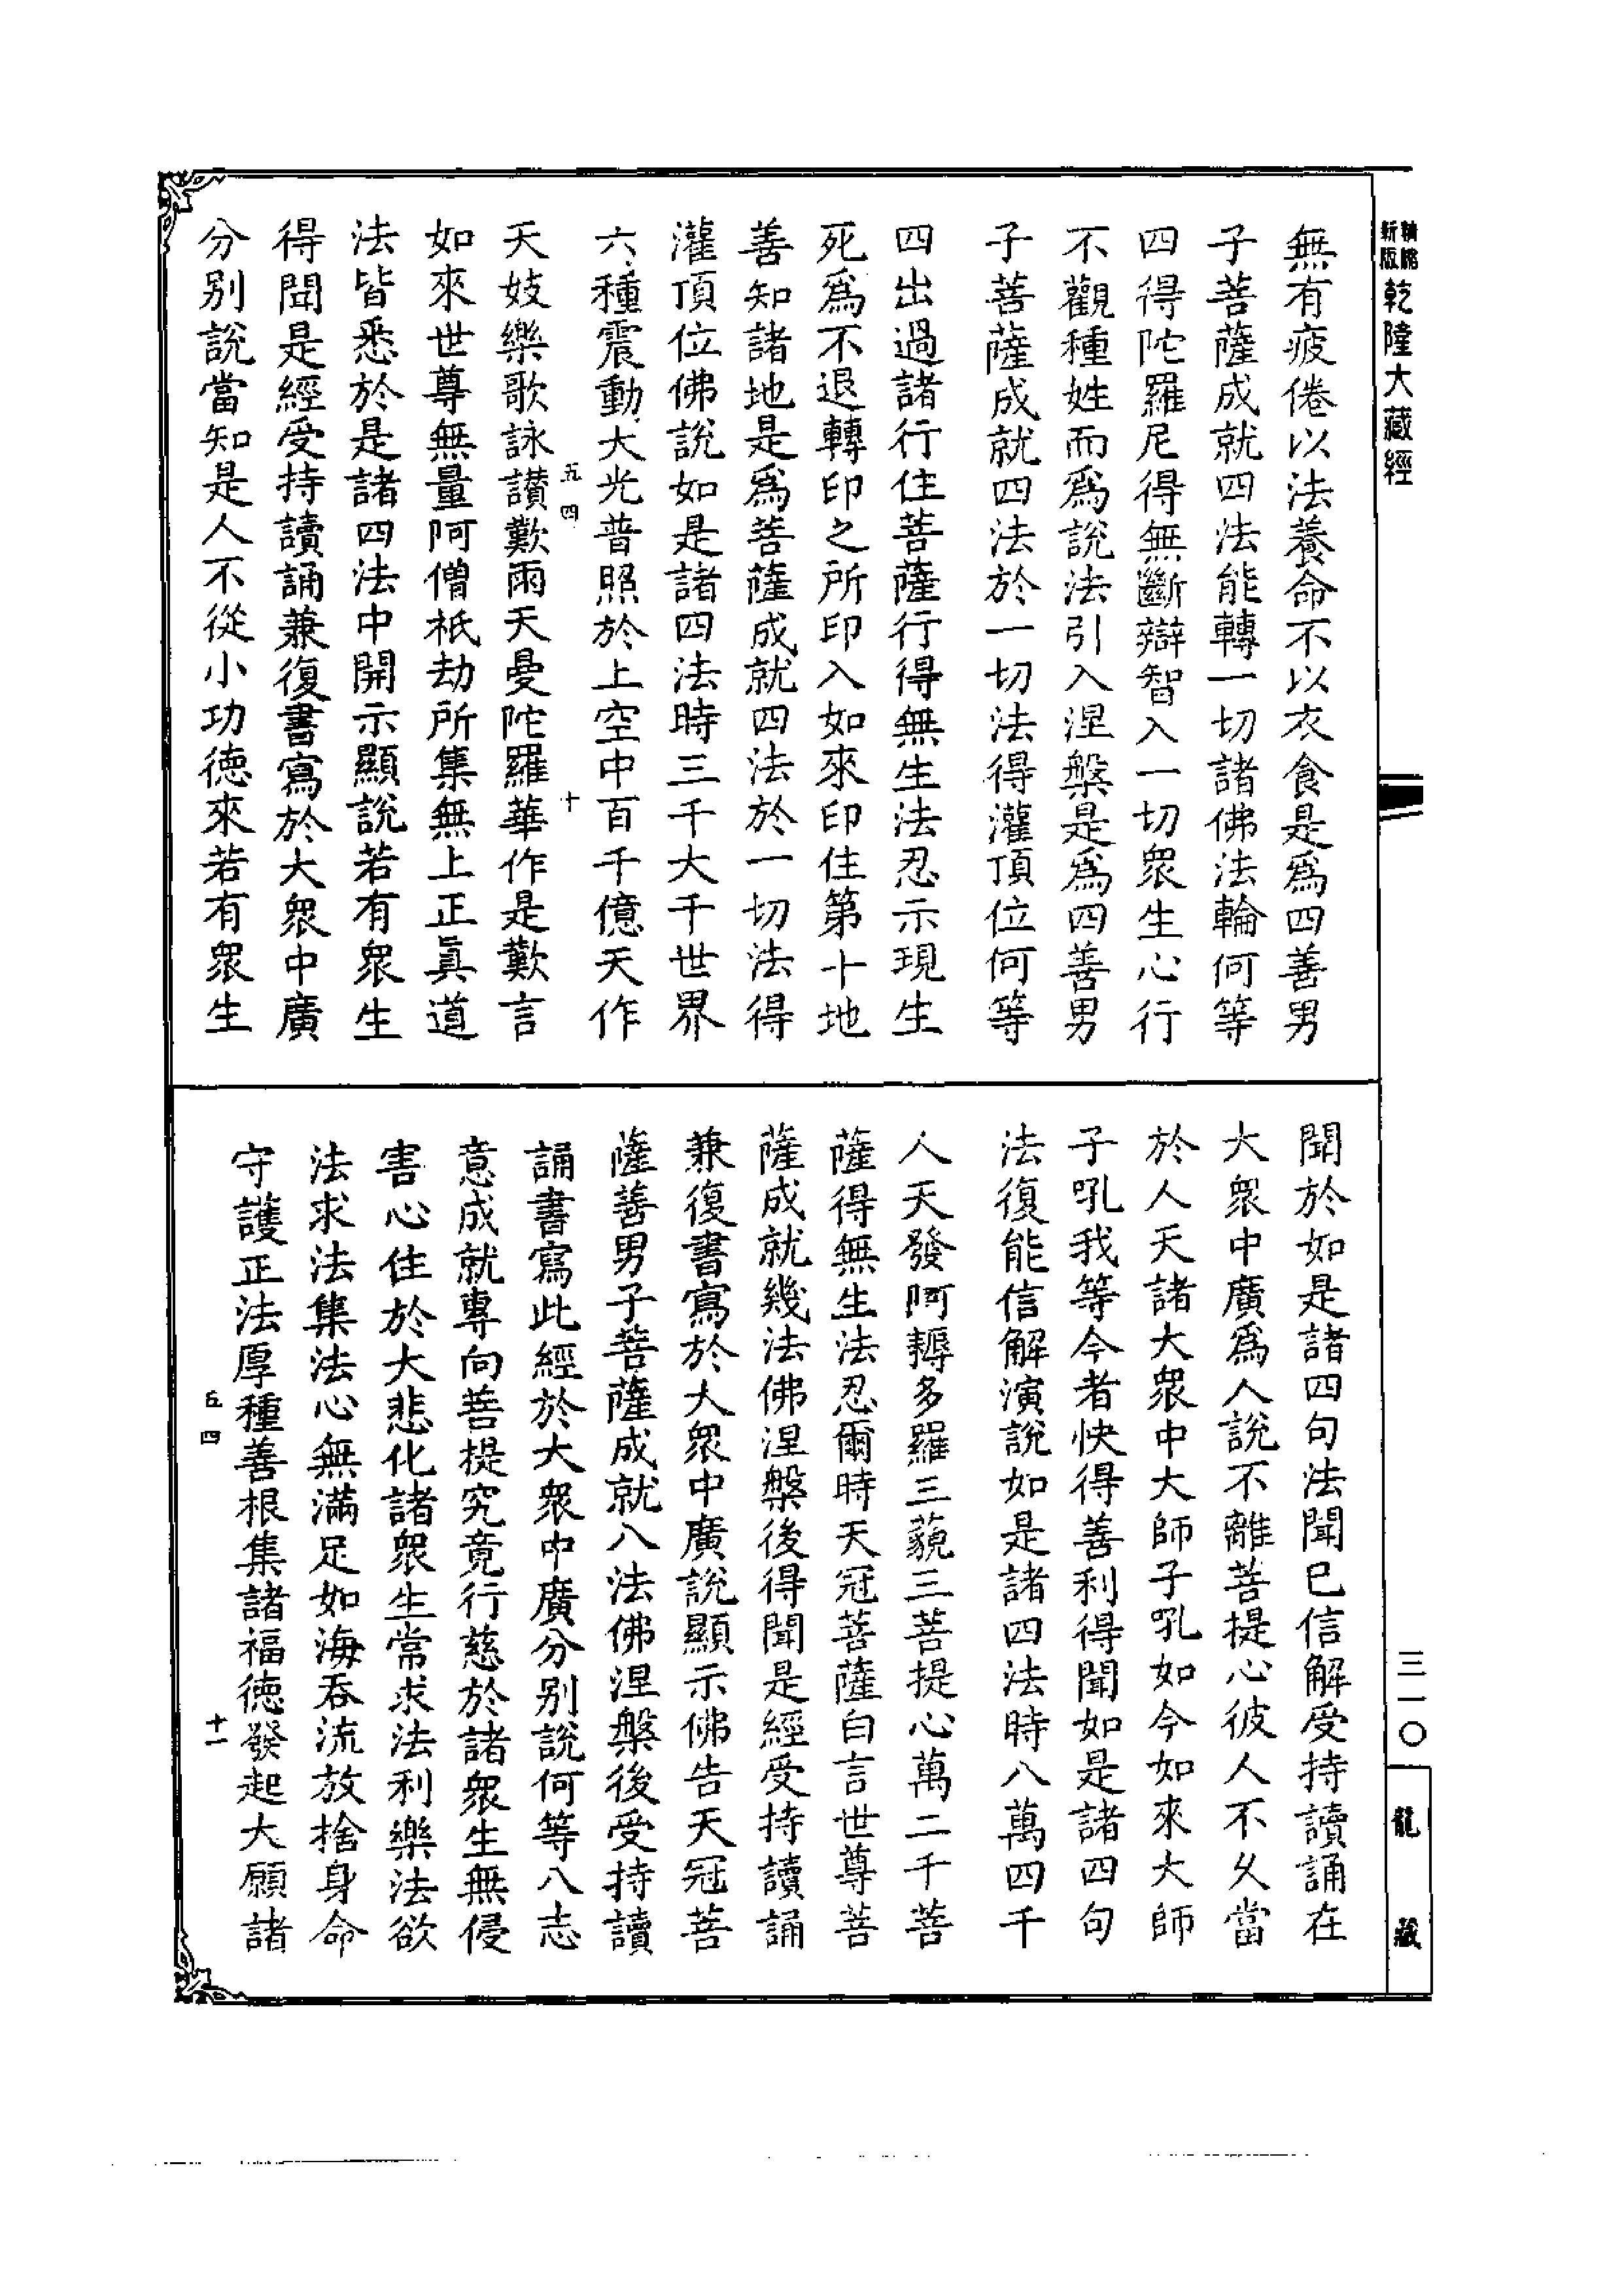 新版
精縮
乾隆大藏經
無有疲倦以法養命不以衣食是爲四善男
子菩薩成就四法能轉一切諸佛法輪何等
四得陀羅尼得無斷辯智入一切衆生心行
不觀種姓而爲說法引入涅槃是爲四善男
子菩薩成就四法於一切法得灌頂位何等
四出過諸行住菩薩行得無生法忍示現生
死爲不退轉印之所印入如來印住第十地
善知諸地是爲菩薩成就四法於一切法得
灌頂位佛說如是諸四法時三千大千世界
六種震動大光普照於上空中百千億天作
五四
十
天妓樂歌詠讃歎雨天曼陀羅華作是歎言
如來世尊無量阿僧祇劫所集無上正眞道
法皆悉於是諸四法中開示顯說若有衆生
得聞是經受持讀誦兼復書寫於大衆中廣
分別說當知是人不從小功德來若有衆生
聞於如是諸四句法聞已信解受持讀誦在
大衆中廣爲人說不離菩提心彼人不久當
於人天諸大衆中大師子吼如今如來大師
子吼我等今者快得善利得聞如是諸四句
法復能信解演說如是諸四法時八萬四千
人天發阿耨多羅三藐三菩提心萬二千菩
薩得無生法忍爾時天冠菩薩白言世尊菩
薩成就幾法佛涅槃後得聞是經受持讀誦
兼復書寫於大衆中廣說顯示佛告天冠菩
薩善男子菩薩成就八法佛涅槃後受持讀
誦書寫此經於大衆中廣分別說何等八志
意成就專向菩提究竟行慈於諸衆生無侵
害心住於大悲化諸衆生常求法利樂法欲
法求法集法心無滿足如海吞流放捨身命
守護正法厚種善根集諸福德發起大願諸
五四
十一
三一〇
龍藏